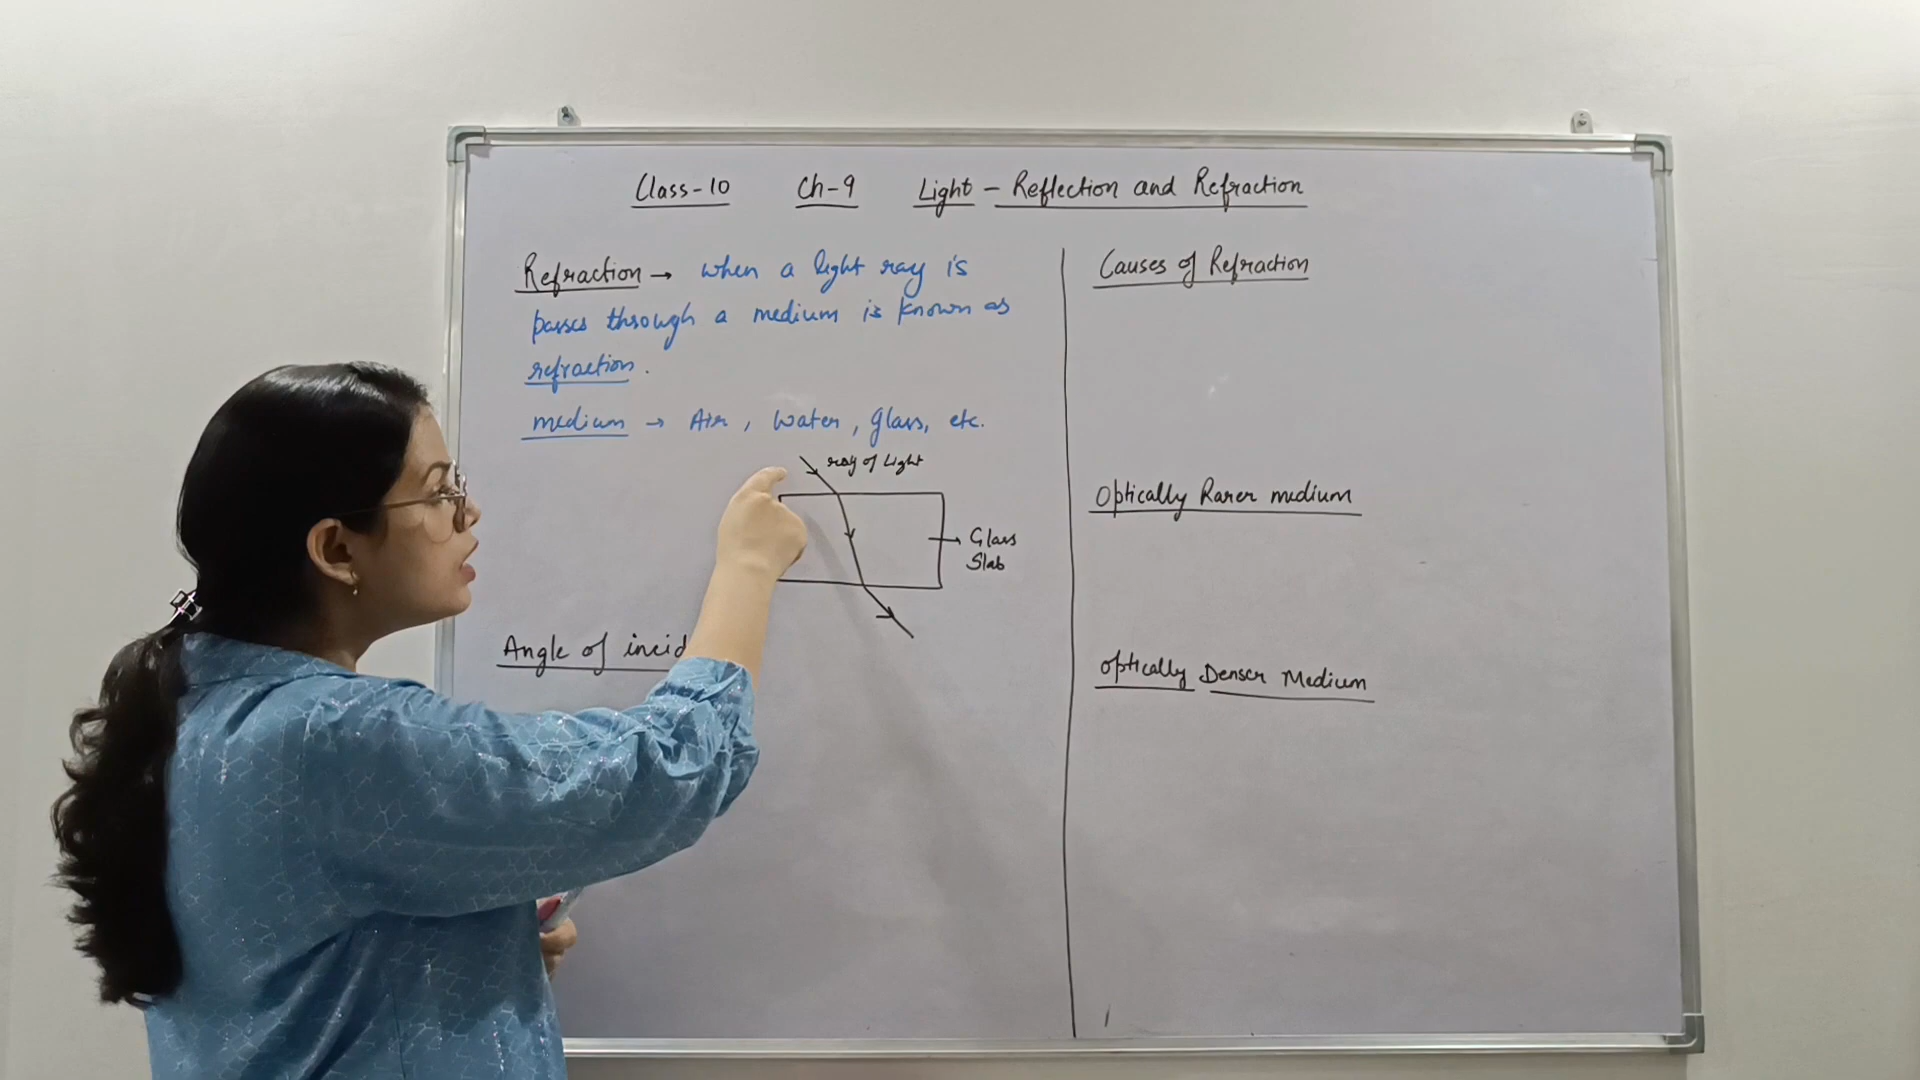 Class-10 Ch-9 Light - Reflection and Refraction
Refraction → when a light ray is
passes through a medium is known as
refraction.
medium → Air, Water, Glass, etc.
ray of Light
Glass
Slab
Angle of incid
Causes of Refraction
Optically Rarer medium
Optically Denser Medium